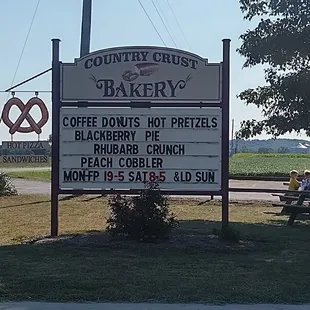 COUNTRY CRUST
BAKERY
COFFEE DONUTS HOT PRETZELS
BLACKBERRY PIE
RHUBARB CRUNCH
PEACH COBBLER
MON-FP 19-5 SAT 8-5 &LD SUN
HOT PIZZA
SANDWICHES